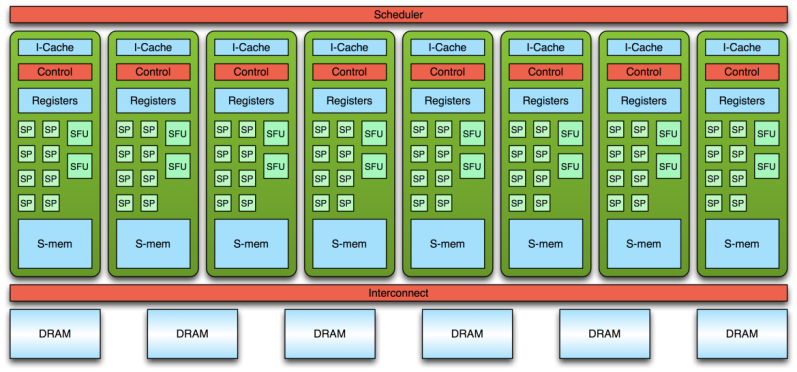 Scheduler
I-Cache I-Cache I-Cache I-Cache I-Cache I-Cache I-Cache I-Cache
Control Control Control Control Control Control Control Control
Registers Registers Registers Registers Registers Registers Registers Registers
SP SP SFU SP SP SFU SP SP SFU SP SP SFU SP SP SFU SP SP SFU SP SP SFU SP SP SFU
SP SP SP SP SP SP SP SP SP SP SP SP SP SP SP SP
SFU SFU SFU SFU SFU SFU SFU SFU
SP SP SP SP SP SP SP SP SP SP SP SP SP SP SP SP
SP SP SP SP SP SP SP SP SP SP SP SP SP SP SP SP
S-mem S-mem S-mem S-mem S-mem S-mem S-mem S-mem
Interconnect
DRAM DRAM DRAM DRAM DRAM DRAM